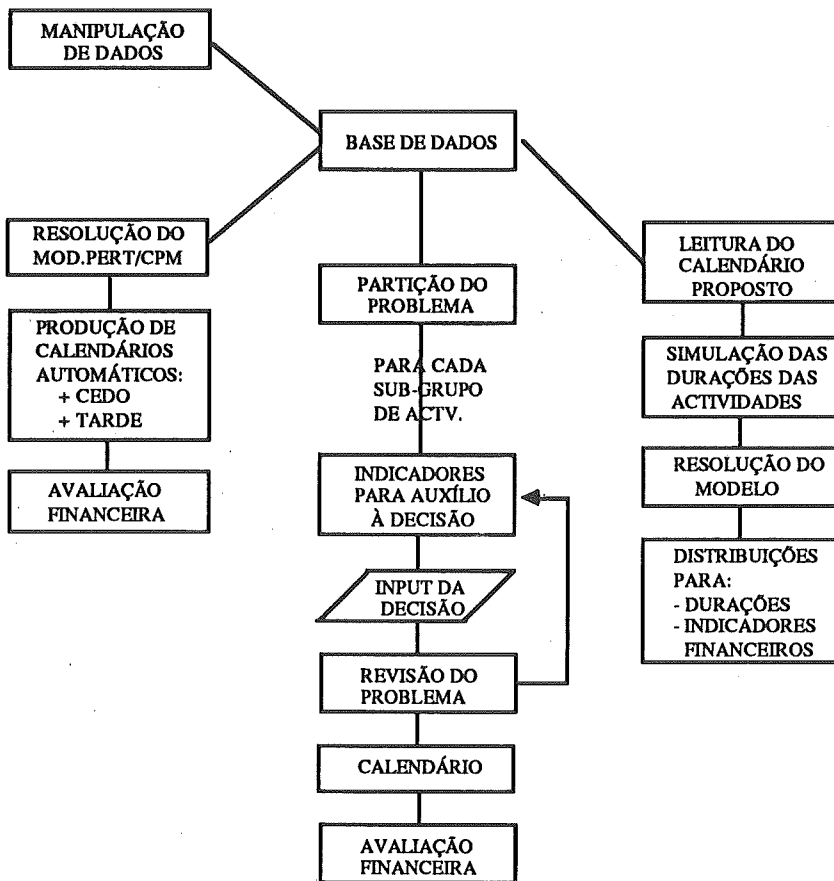 MANIPULAÇÃO
DE DADOS
BASE DE DADOS
RESOLUÇÃO DO
MOD.PERT/CPM
PRODUÇÃO DE
CALENDÁRIOS
AUTOMÁTICOS:
+ CEDO
+ TARDE
AVALIAÇÃO
FINANCEIRA
PARTIÇÃO DO
PROBLEMA
PARA CADA
SUB-GRUPO
DE ACTV.
INDICADORES
PARA AUXÍLIO
À DECISÃO
INPUT DA
DECISÃO
REVISÃO DO
PROBLEMA
CALENDÁRIO
AVALIAÇÃO
FINANCEIRA
LEITURA DO
CALENDÁRIO
PROPOSTO
SIMULAÇÃO DAS
DURAÇÕES DAS
ACTIVIDADES
RESOLUÇÃO DO
MODELO
DISTRIBUIÇÕES
PARA:
- DURAÇÕES
- INDICADORES
FINANCEIROS